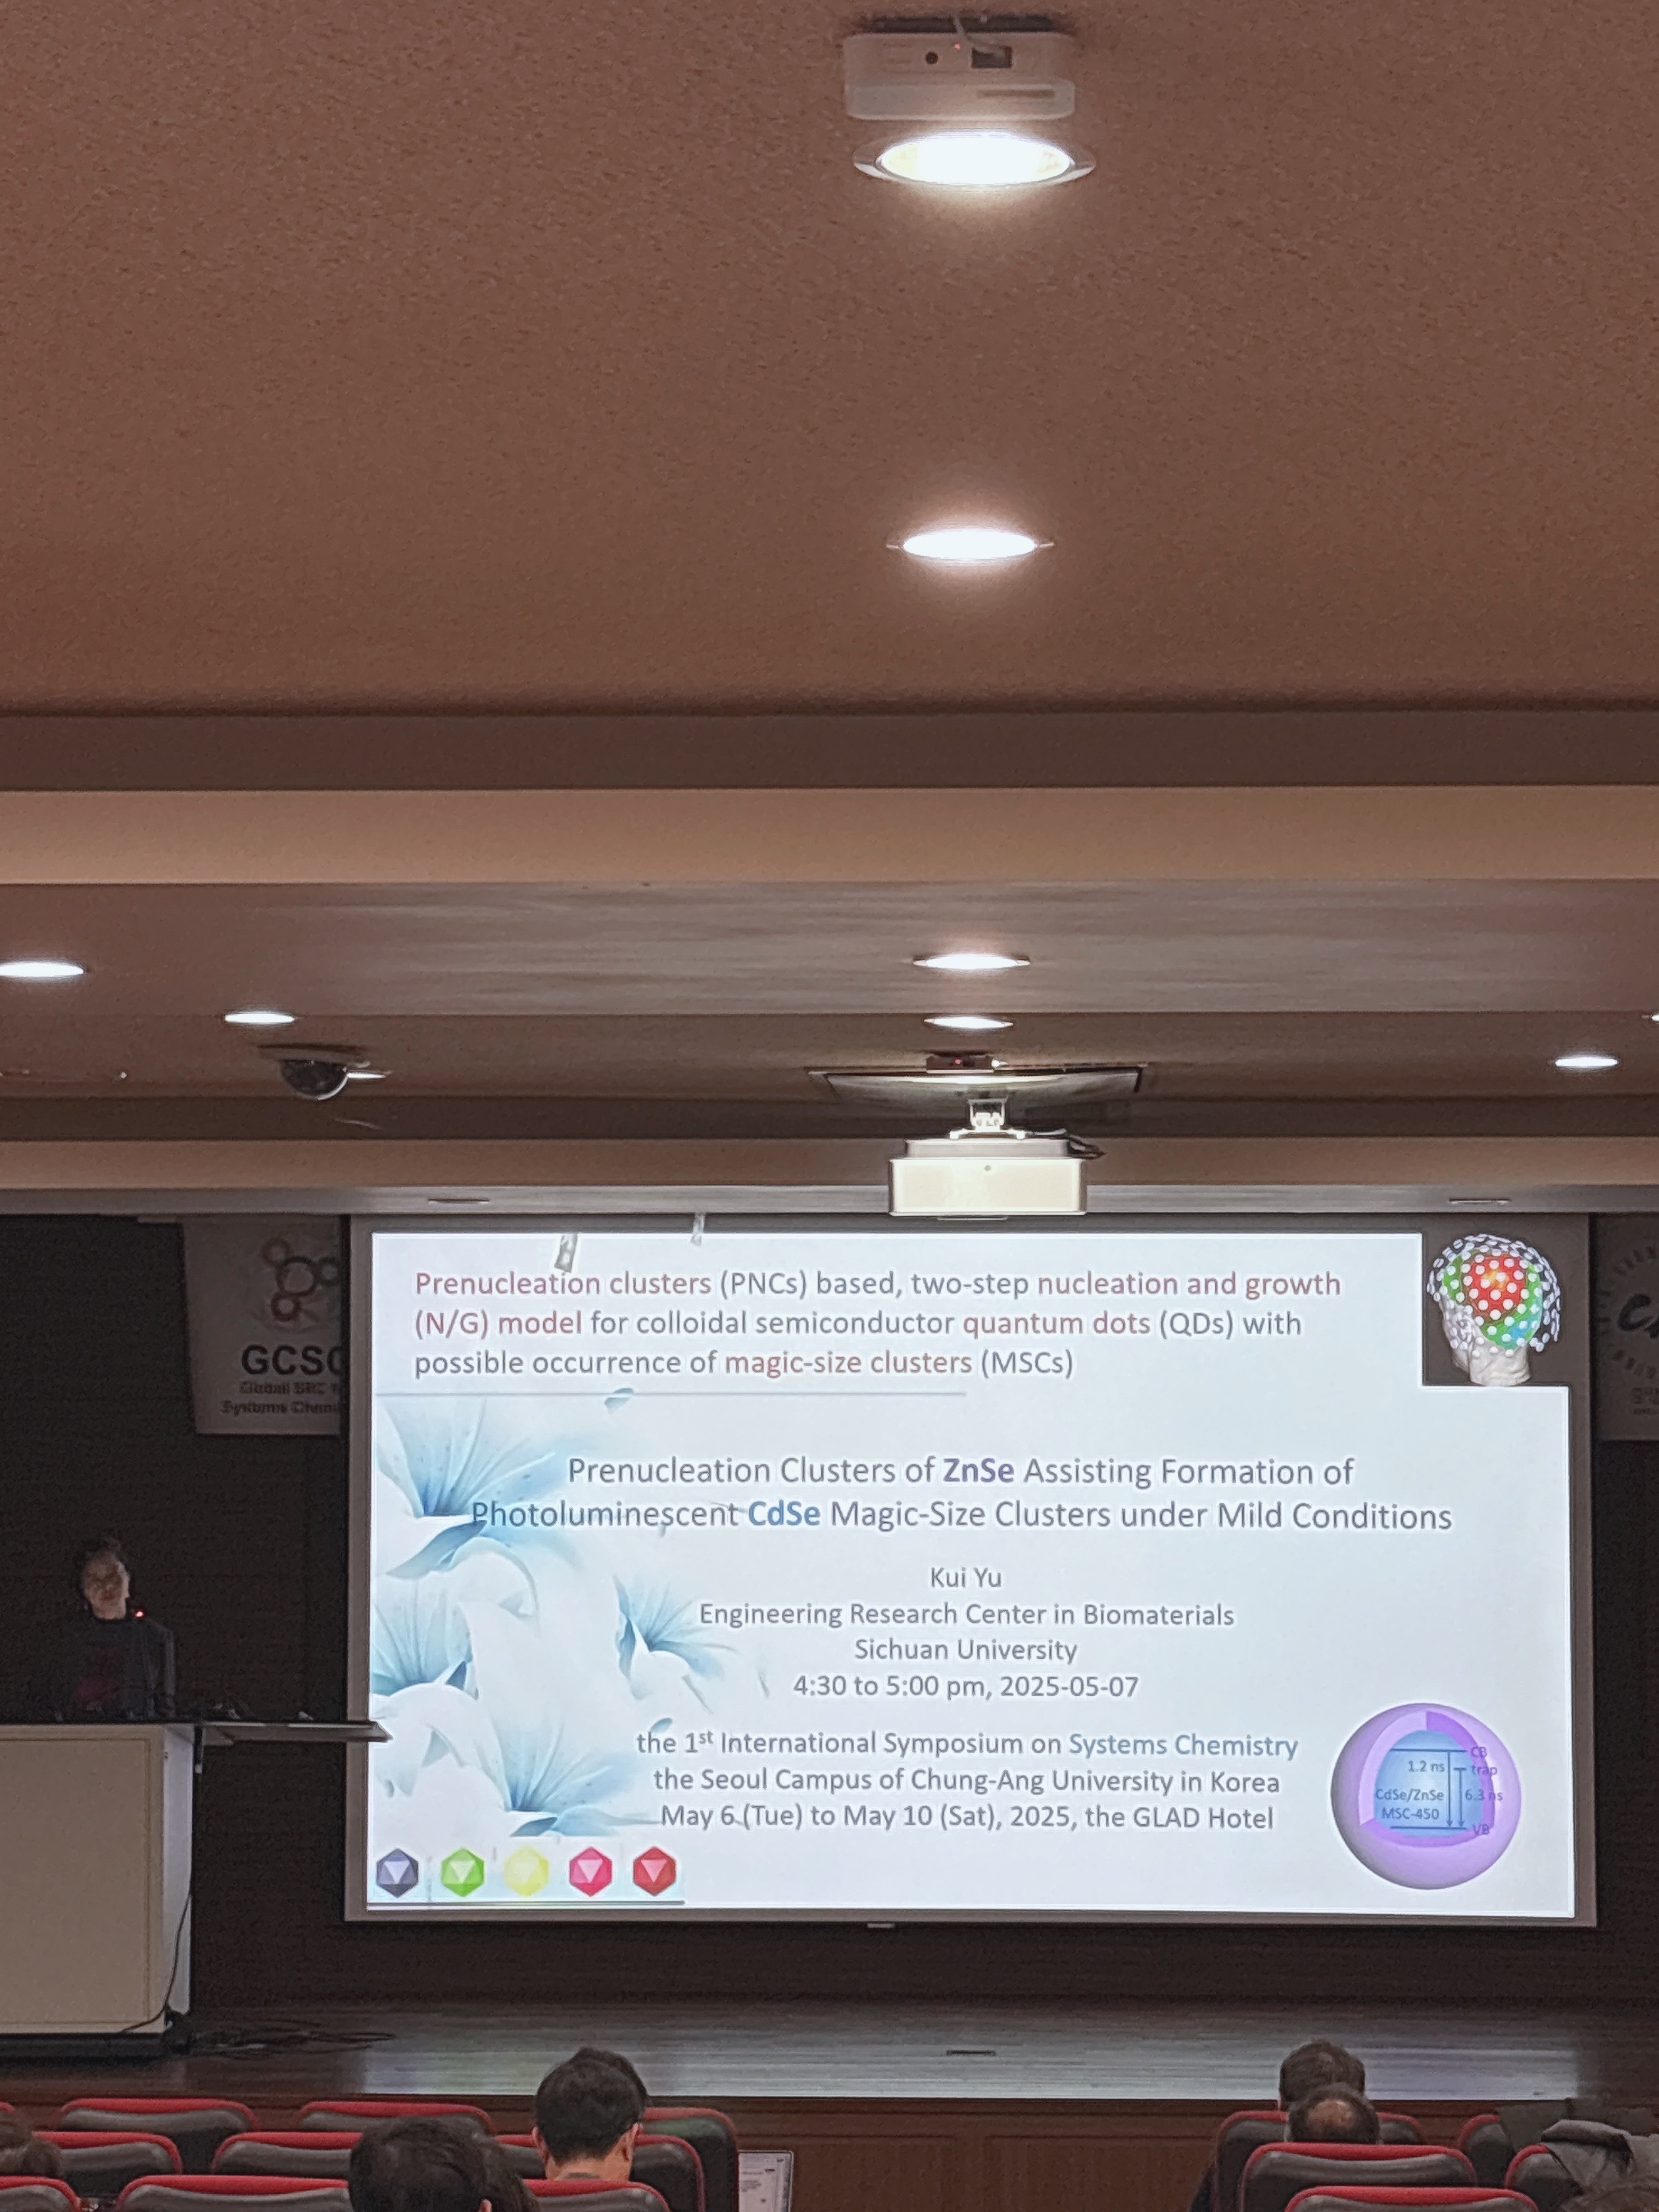 Prenucleation clusters (PNCs) based, two-step nucleation and growth
(N/G) model for colloidal semiconductor quantum dots (QDs) with
possible occurrence of magic-size clusters (MSCs)
Prenucleation Clusters of ZnSe Assisting Formation of
Photoluminescent CdSe Magic-Size Clusters under Mild Conditions
Kui Yu
Engineering Research Center in Biomaterials
Sichuan University
4:30 to 5:00 pm, 2025-05-07
the 1st International Symposium on Systems Chemistry
the Seoul Campus of Chung-Ang University in Korea
May 6 (Tue) to May 10 (Sat), 2025, the GLAD Hotel
CB
1.2 ns trap
CdSe/ZnSe 6.3 ns
MSC-450
VB
GCSC
Global SRC
Systems Chem